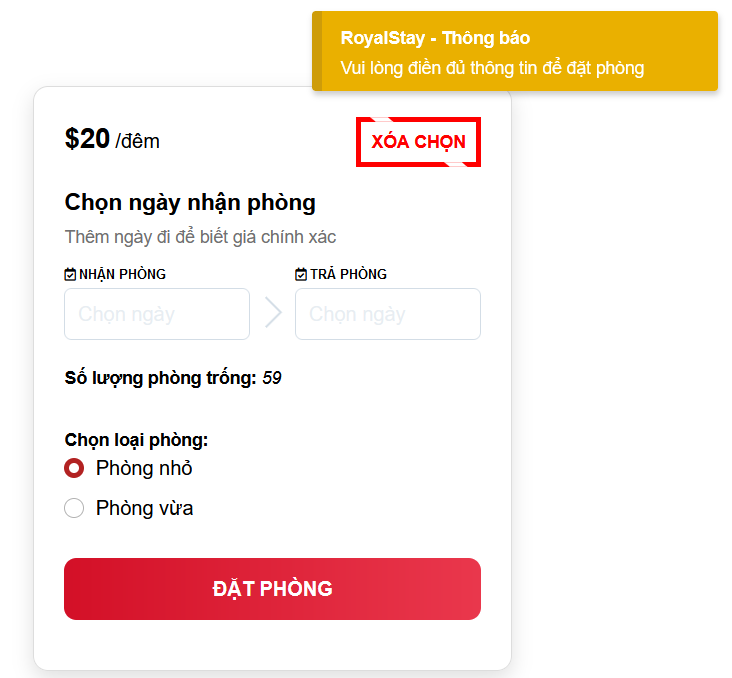 RoyalStay - Thông báo
Vui lòng điền đủ thông tin để đặt phòng
$20 /đêm
XÓA CHỌN
Chọn ngày nhận phòng
Thêm ngày đi để biết giá chính xác
NHẬN PHÒNG
TRẢ PHÒNG
Chọn ngày
Chọn ngày
Số lượng phòng trống: 59
Chọn loại phòng:
Phòng nhỏ
Phòng vừa
ĐẶT PHÒNG